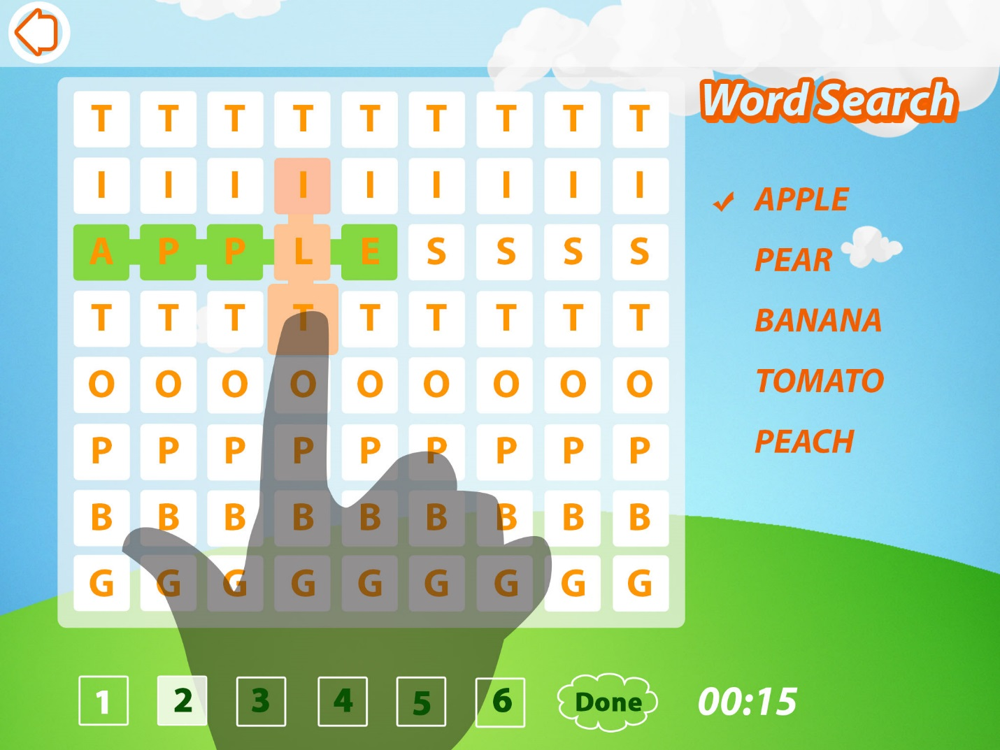 Word Search
T T T T T T T T T
I I I I I I I I I
A P P L E S S S S
T T T T T T T T T
O O O O O O O O O
P P P P P P P P P
B B B B B B B B B
G G G G G G G G G
APPLE
PEAR
BANANA
TOMATO
PEACH
1 2 3 4 5 6 Done 00:15